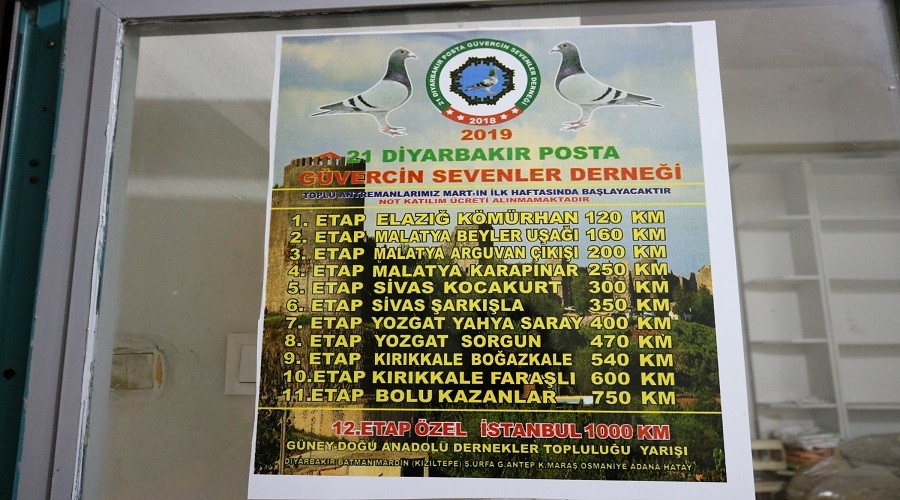 21 DİYARBAKIR POSTA GÜVERCİN SEVENLER DERNEĞİ
2018
2019
21 DİYARBAKIR POSTA
GÜVERCİN SEVENLER DERNEĞİ
TOPLU ANTREMANLARIMIZ MART-IN İLK HAFTASINDA BAŞLAYACAKTIR
NOT KATILIM ÜCRETİ ALINMAMAKTADIR
1. ETAP ELAZIĞ KÖMÜRHAN 120 KM
2. ETAP MALATYA BEYLER UŞAĞI 160 KM
3. ETAP MALATYA ARGUVAN ÇIKIŞI 200 KM
4. ETAP MALATYA KARAPINAR 250 KM
5. ETAP SİVAS KOCAKURT 300 KM
6. ETAP SİVAS ŞARKIŞLA 350 KM
7. ETAP YOZGAT YAHYA SARAY 400 KM
8. ETAP YOZGAT SORGUN 470 KM
9. ETAP KIRIKKALE BOĞAZKALE 540 KM
10.ETAP KIRIKKALE FARAŞLI 600 KM
11.ETAP BOLU KAZANLAR 750 KM
12.ETAP ÖZEL İSTANBUL 1000 KM
GÜNEY-DOĞU ANADOLU DERNEKLER TOPLULUĞU YARIŞI
DİYARBAKIR BATMAN MARDİN (KIZILTEPE) Ş.URFA G.ANTEP K.MARAŞ OSMANİYE ADANA HATAY